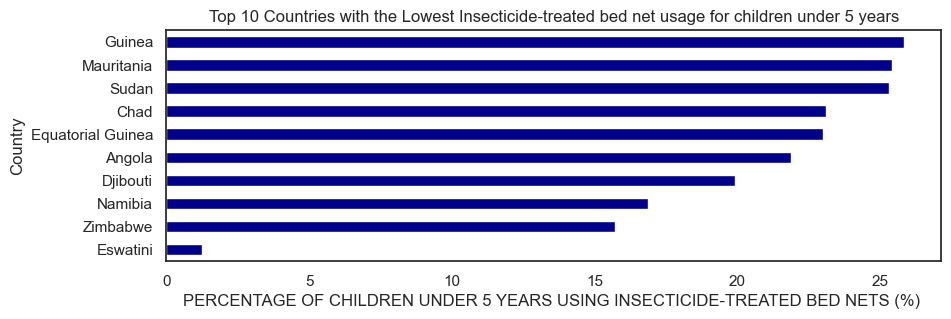 Top 10 Countries with the Lowest Insecticide-treated bed net usage for children under 5 years
Country
Guinea
Mauritania
Sudan
Chad
Equatorial Guinea
Angola
Djibouti
Namibia
Zimbabwe
Eswatini
0 5 10 15 20 25
PERCENTAGE OF CHILDREN UNDER 5 YEARS USING INSECTICIDE-TREATED BED NETS (%)